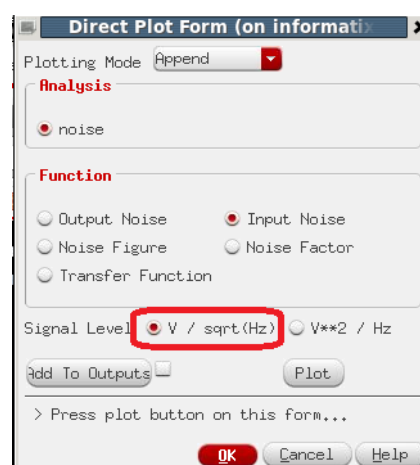 Direct Plot Form (on informati
Plotting Mode Append
Analysis
noise
Function
Output Noise Input Noise
Noise Figure Noise Factor
Transfer Function
Signal Level V / sqrt(Hz) V**2 / Hz
Add To Outputs Plot
> Press plot button on this form...
OK Cancel Help